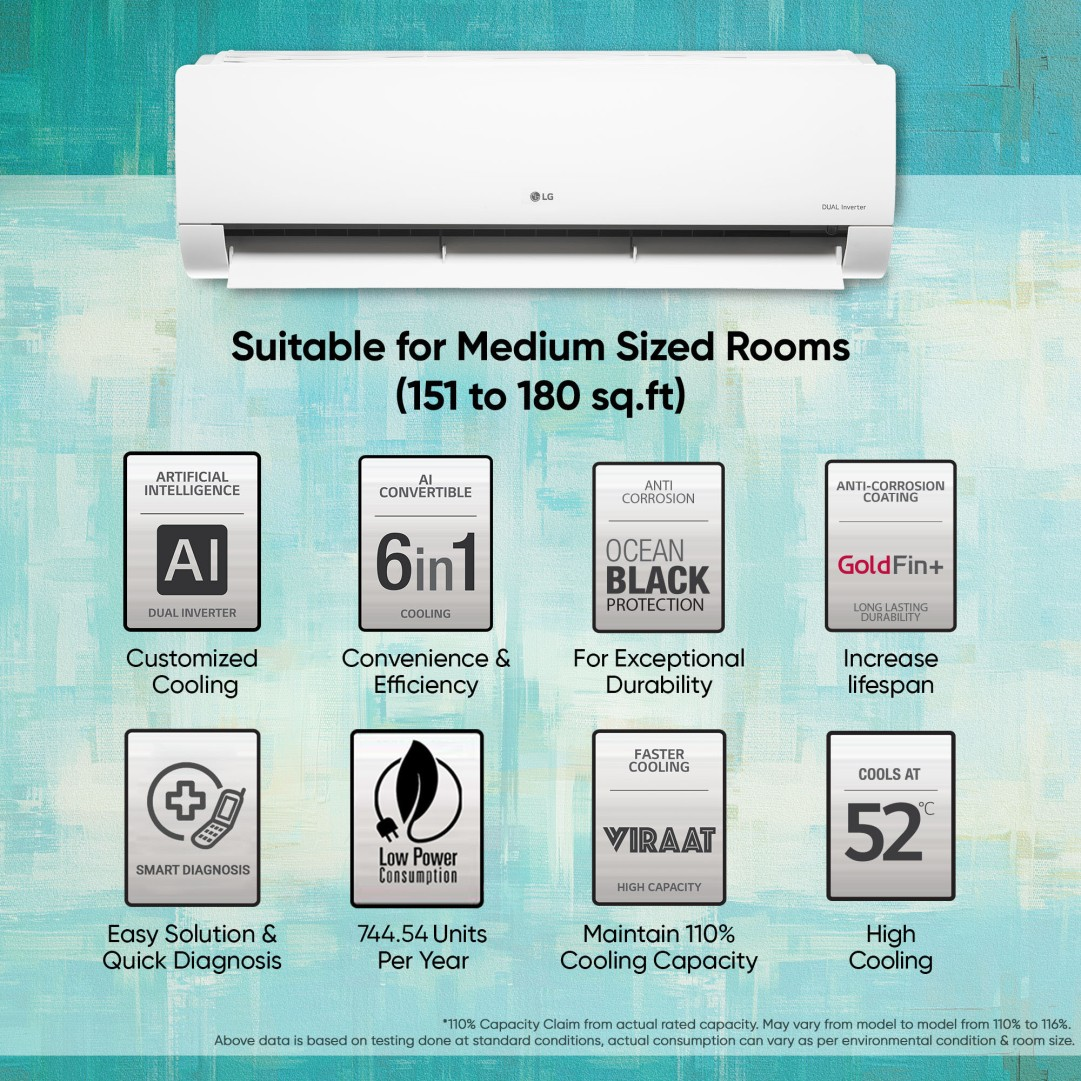 LG
DUAL Inverter
Suitable for Medium Sized Rooms
(151 to 180 sq.ft)
ARTIFICIAL
INTELLIGENCE
AI
DUAL INVERTER
Customized
Cooling
AI
CONVERTIBLE
6in1
COOLING
Convenience &
Efficiency
ANTI
CORROSION
OCEAN
BLACK
PROTECTION
For Exceptional
Durability
ANTI-CORROSION
COATING
GoldFin+
LONG LASTING
DURABILITY
Increase
lifespan
SMART DIAGNOSIS
Easy Solution &
Quick Diagnosis
Low Power
Consumption
744.54 Units
Per Year
FASTER
COOLING
VIRAAT
HIGH CAPACITY
Maintain 110%
Cooling Capacity
COOLS AT
52°C
High
Cooling
*110% Capacity Claim from actual rated capacity. May vary from model to model from 110% to 116%.
Above data is based on testing done at standard conditions, actual consumption can vary as per environmental condition & room size.